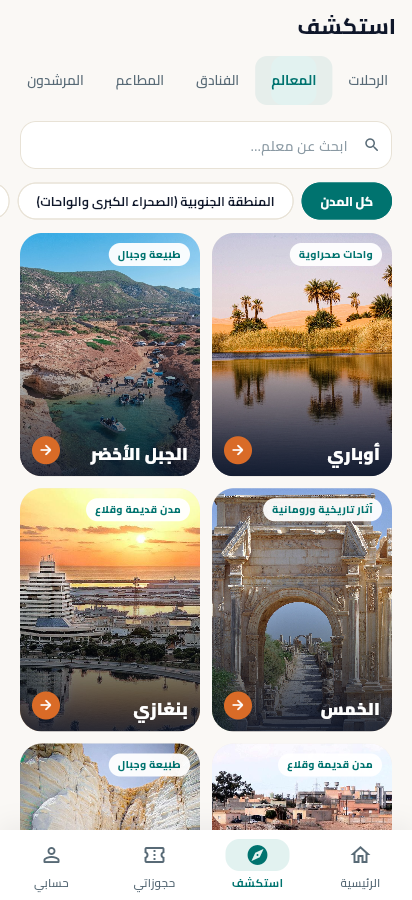 استكشف
الرحلات
المعالم
الفنادق
المطاعم
المرشدون
ابحث عن معلم...
كل المدن
المنطقة الجنوبية (الصحراء الكبرى والواحات)
واحات صحراوية
أوباري
طبيعة وجبال
الجبل الأخضر
آثار تاريخية ورومانية
الخمس
مدن قديمة وقلاع
بنغازي
مدن قديمة وقلاع
طبيعة وجبال
الرئيسية
استكشف
حجوزاتي
حسابي